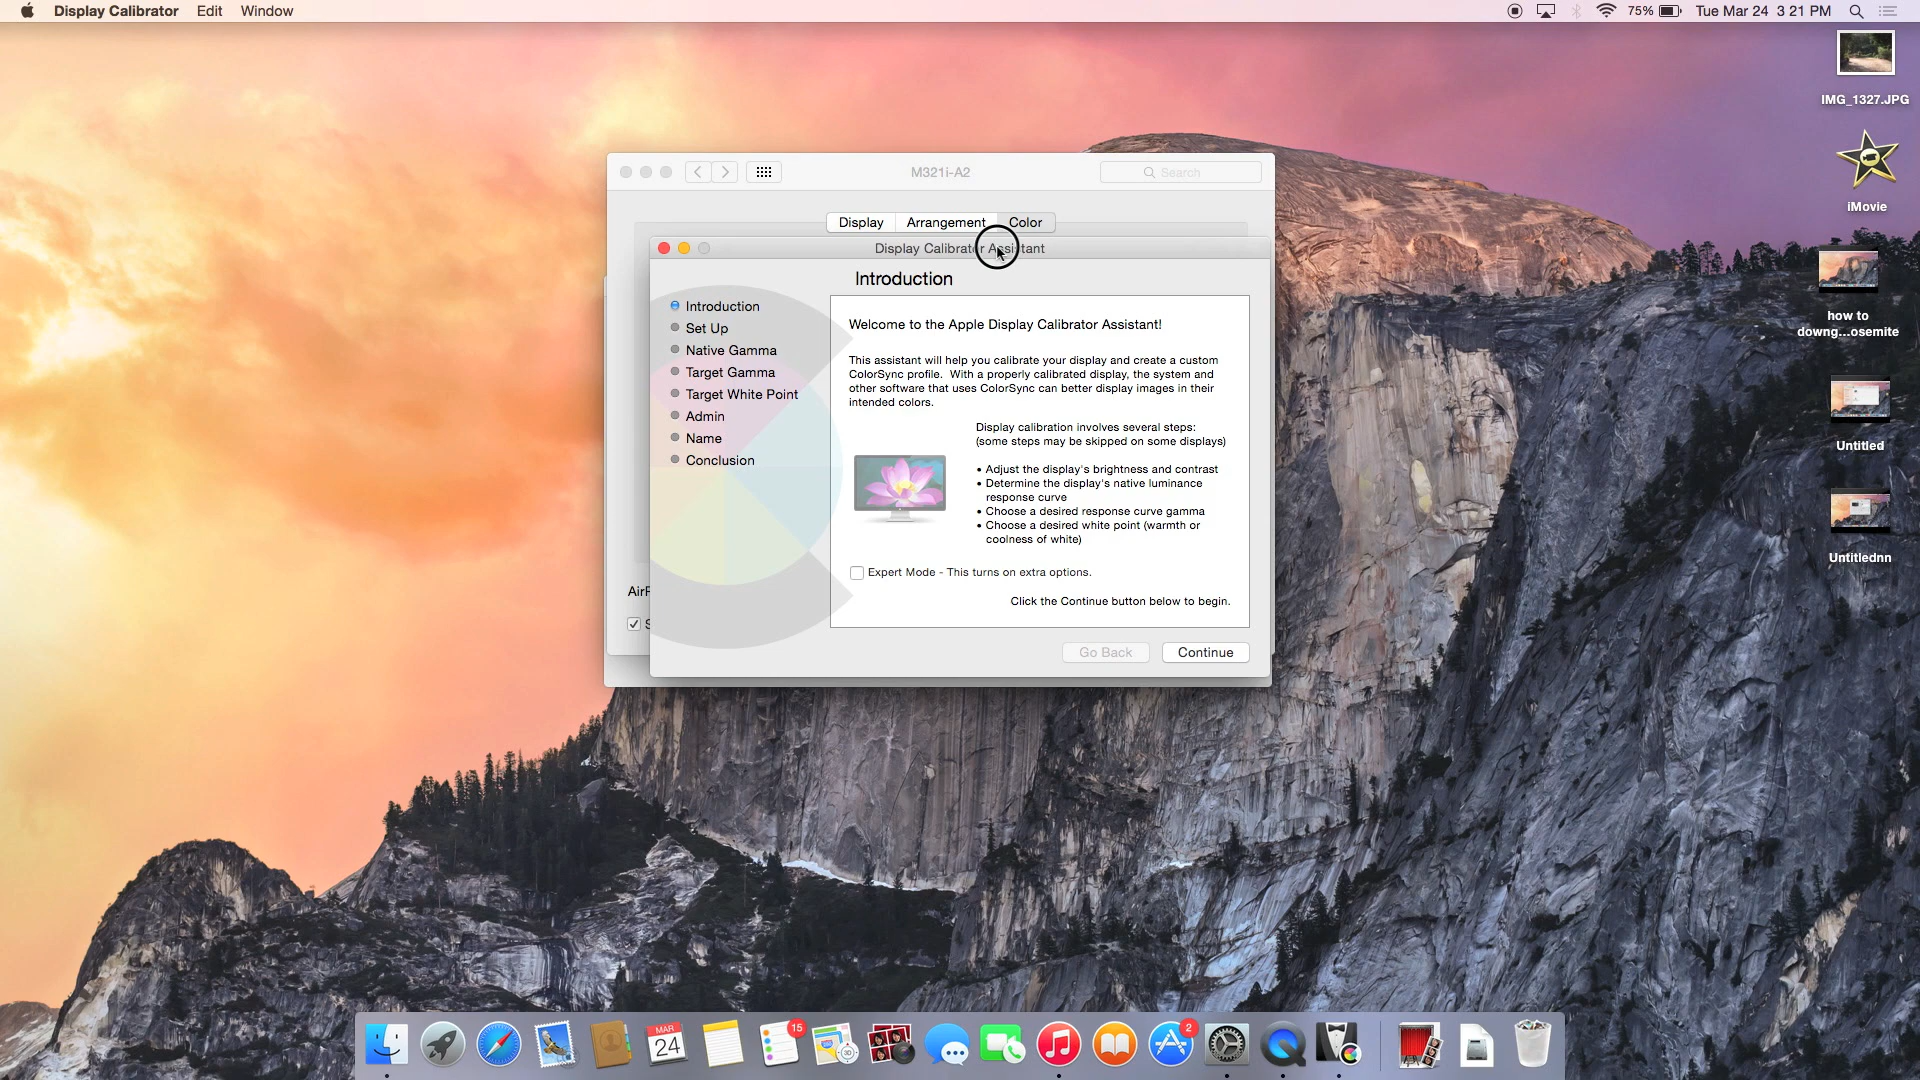 Display Calibrator Edit Window
75% Tue Mar 24 3 21 PM
IMG_1327.JPG
iMovie
how to
downg...osemite
Untitled
Untitlednn
M321i-A2
Search
Display Arrangement Color
Display Calibrator Assistant
Introduction
Introduction
Set Up
Native Gamma
Target Gamma
Target White Point
Admin
Name
Conclusion
Welcome to the Apple Display Calibrator Assistant!
This assistant will help you calibrate your display and create a custom
ColorSync profile. With a properly calibrated display, the system and
other software that uses ColorSync can better display images in their
intended colors.
Display calibration involves several steps:
(some steps may be skipped on some displays)
• Adjust the display's brightness and contrast
• Determine the display's native luminance
response curve
• Choose a desired response curve gamma
• Choose a desired white point (warmth or
coolness of white)
Expert Mode - This turns on extra options.
Click the Continue button below to begin.
Go Back Continue
MAR
24
15
3D
2